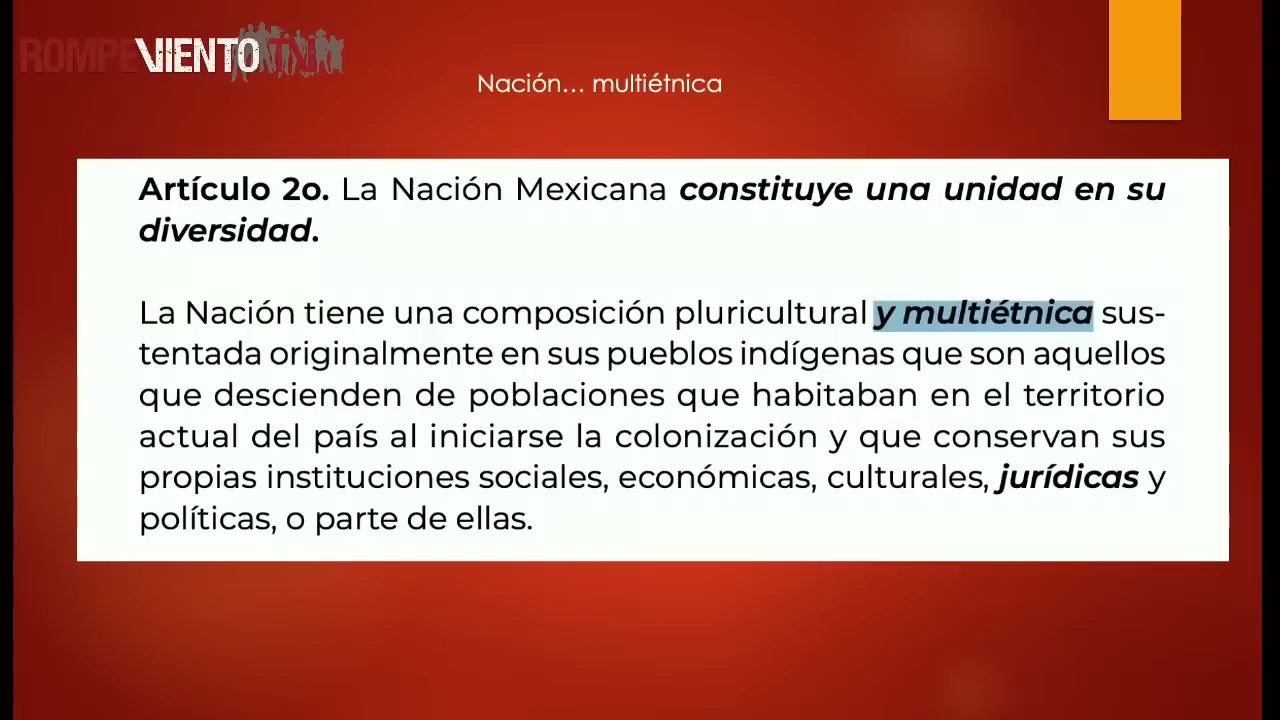 ROMPEVIENTO TV
Nación... multiétnica
Artículo 2o. La Nación Mexicana constituye una unidad en su
diversidad.
La Nación tiene una composición pluricultural y multiétnica sus-
tentada originalmente en sus pueblos indígenas que son aquellos
que descienden de poblaciones que habitaban en el territorio
actual del país al iniciarse la colonización y que conservan sus
propias instituciones sociales, económicas, culturales, jurídicas y
políticas, o parte de ellas.